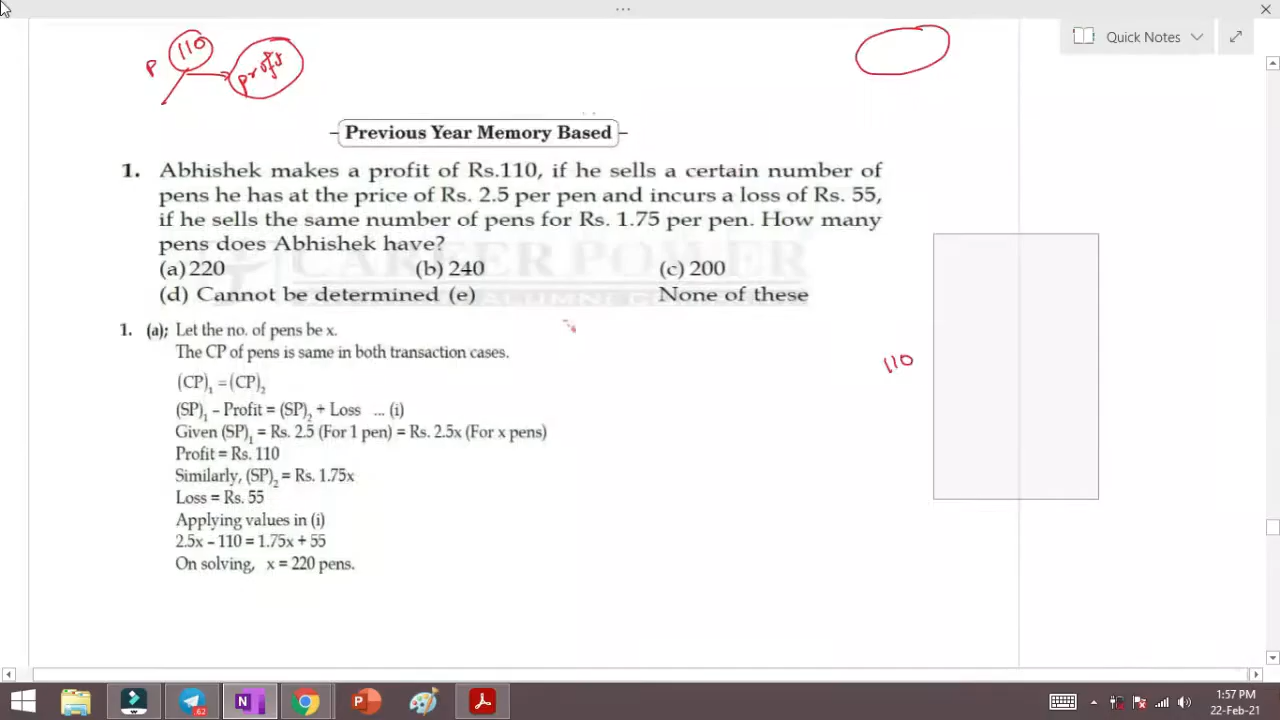 Quick Notes
P 110 profit
Previous Year Memory Based
1. Abhishek makes a profit of Rs.110, if he sells a certain number of
pens he has at the price of Rs. 2.5 per pen and incurs a loss of Rs. 55,
if he sells the same number of pens for Rs. 1.75 per pen. How many
pens does Abhishek have?
(a) 220 (b) 240 (c) 200
(d) Cannot be determined (e) None of these
CAREER POWER
1. (a); Let the no. of pens be x.
The CP of pens is same in both transaction cases.
(CP)₁ = (CP)₂
(SP)₁ – Profit = (SP)₂ + Loss ... (i)
Given (SP)₁ = Rs. 2.5 (For 1 pen) = Rs. 2.5x (For x pens)
Profit = Rs. 110
Similarly, (SP)₂ = Rs. 1.75x
Loss = Rs. 55
Applying values in (i)
2.5x – 110 = 1.75x + 55
On solving, x = 220 pens.
110
62
1:57 PM
22-Feb-21